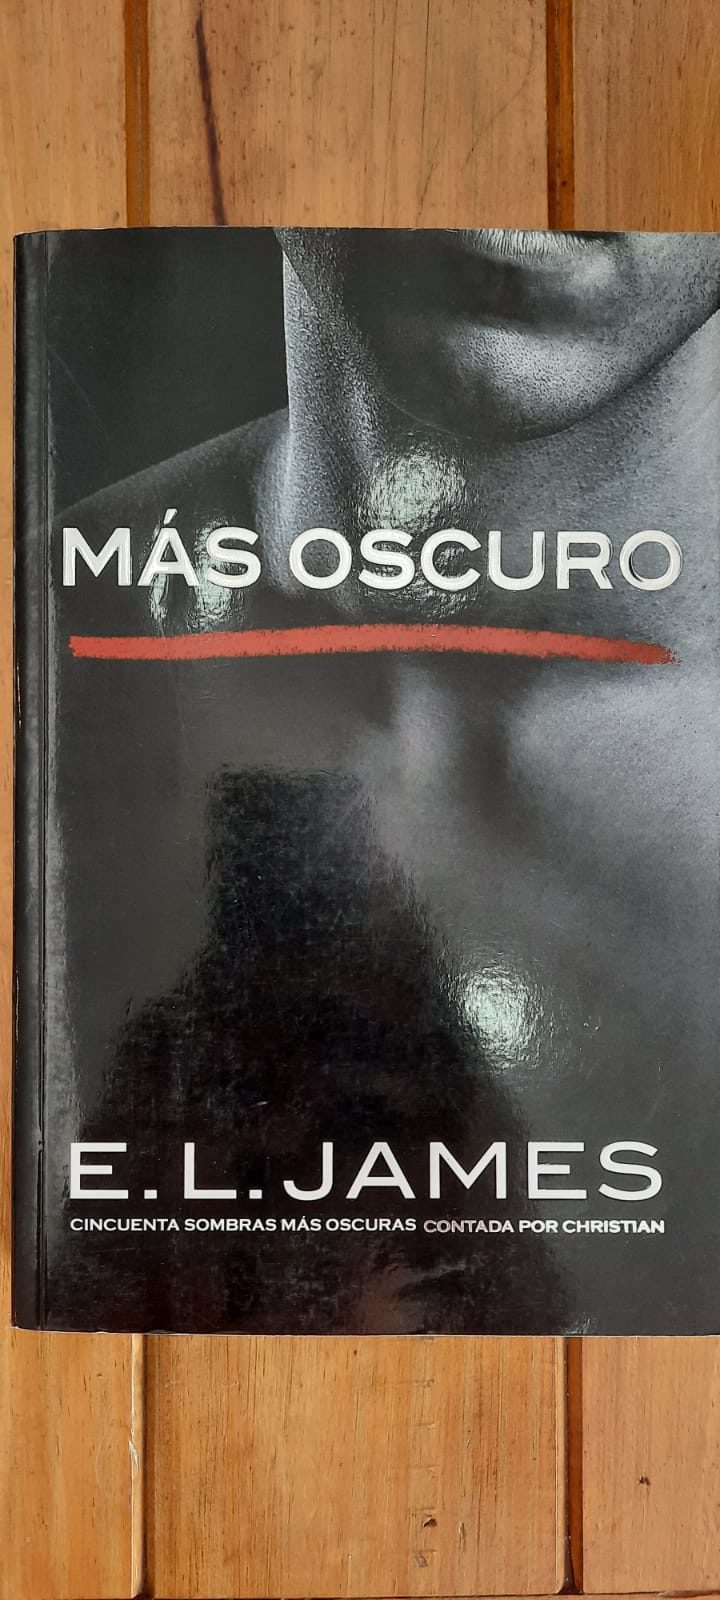 MÁS OSCURO
E. L. JAMES
CINCUENTA SOMBRAS MÁS OSCURAS CONTADA POR CHRISTIAN